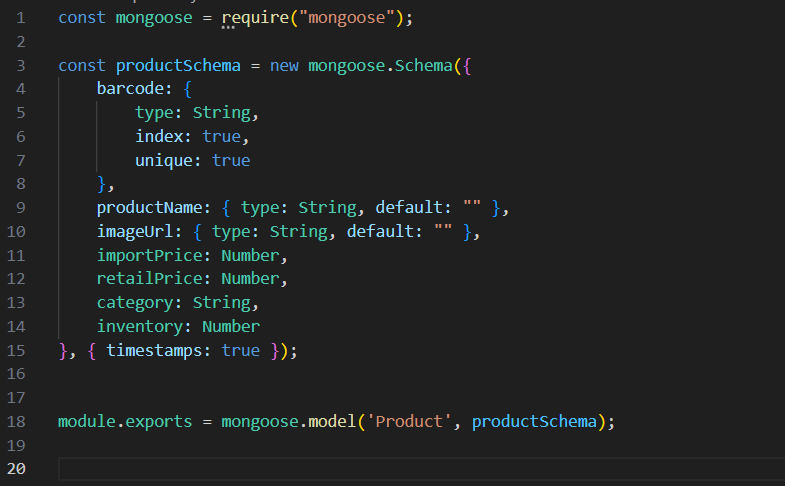 1 const mongoose = require("mongoose");
2
3 const productSchema = new mongoose.Schema({
4     barcode: {
5         type: String,
6         index: true,
7         unique: true
8     },
9     productName: { type: String, default: "" },
10     imageUrl: { type: String, default: "" },
11     importPrice: Number,
12     retailPrice: Number,
13     category: String,
14     inventory: Number
15 }, { timestamps: true });
16
17
18 module.exports = mongoose.model('Product', productSchema);
19
20